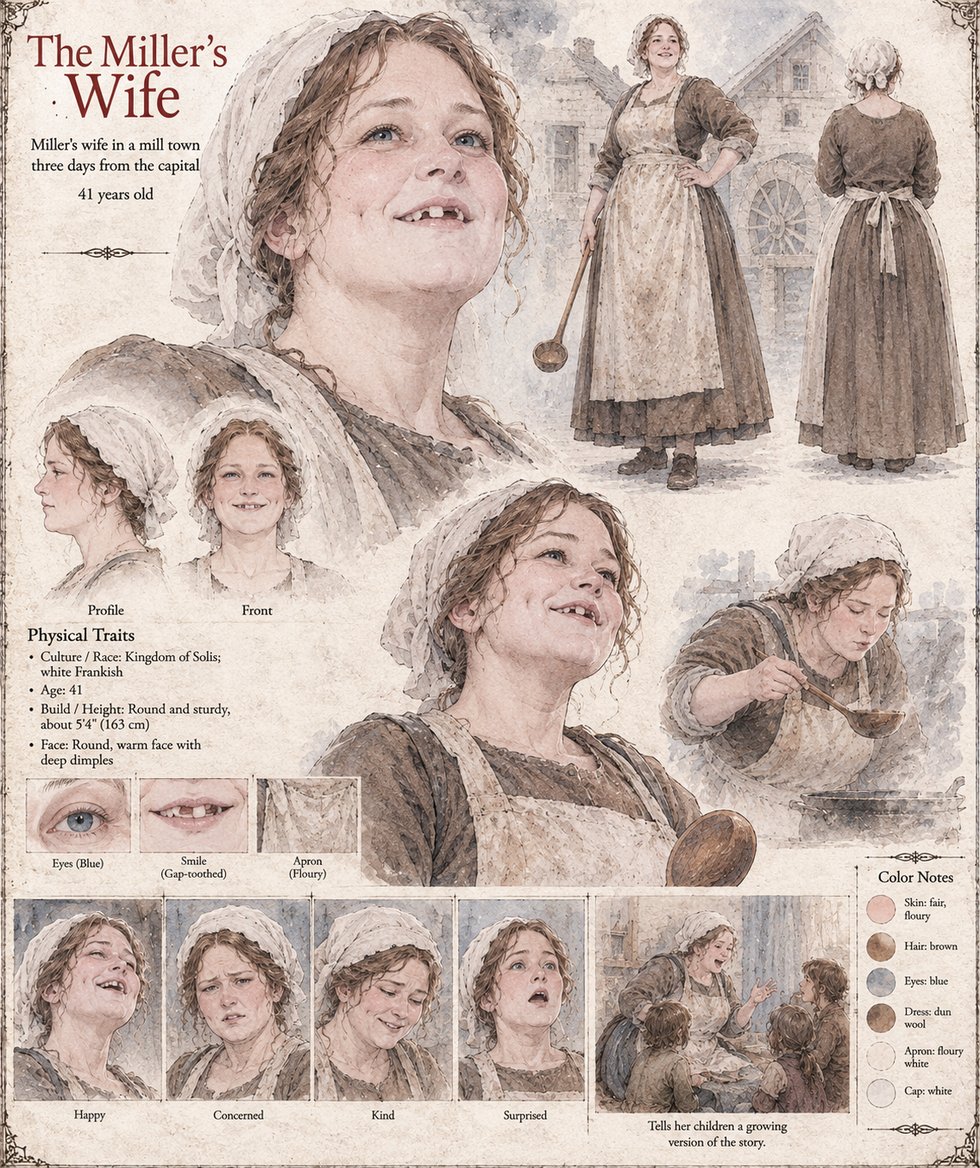 The Miller's
Wife
Miller's wife in a mill town
three days from the capital
41 years old
Profile
Front
Physical Traits
• Culture / Race: Kingdom of Solis;
white Frankish
• Age: 41
• Build / Height: Round and sturdy,
about 5'4" (163 cm)
• Face: Round, warm face with
deep dimples
Eyes (Blue)
Smile
(Gap-toothed)
Apron
(Floury)
Color Notes
Skin: fair,
floury
Hair: brown
Eyes: blue
Dress: dun
wool
Apron: floury
white
Cap: white
Happy
Concerned
Kind
Surprised
Tells her children a growing
version of the story.